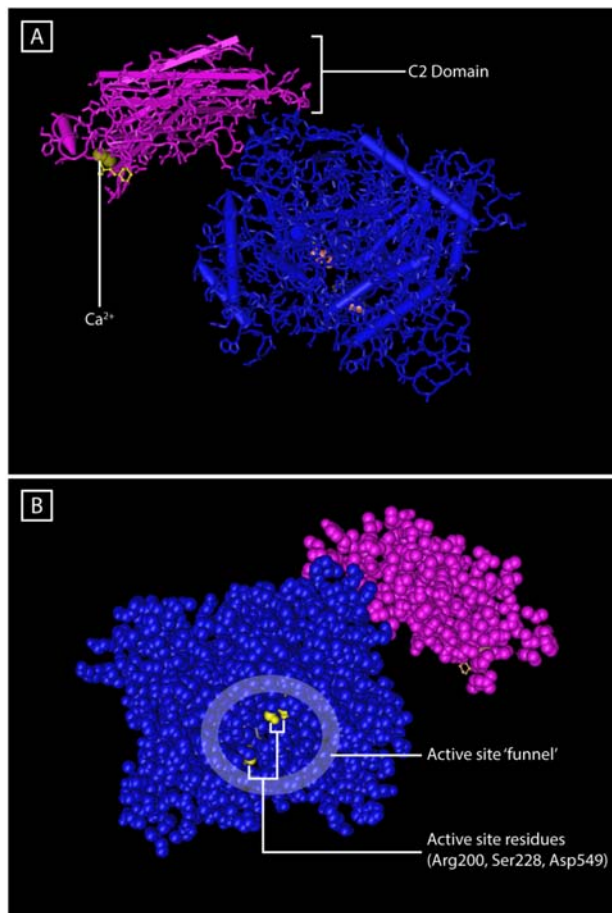 A
C2 Domain
Ca²⁺
B
Active site ‘funnel’
Active site residues
(Arg200, Ser228, Asp549)